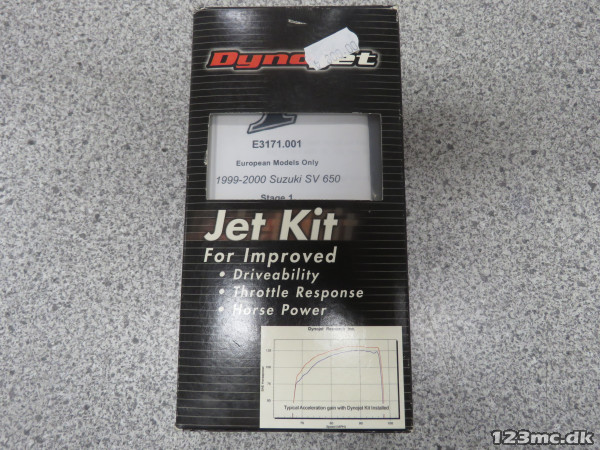 Dynojet
E3171.001
European Models Only
1999-2000 Suzuki SV 650
Stage 1
Jet Kit
For Improved
• Driveability
• Throttle Response
• Horse Power
Dynojet Research Inc.
Typical Acceleration gain with Dynojet Kit Installed
123mc.dk